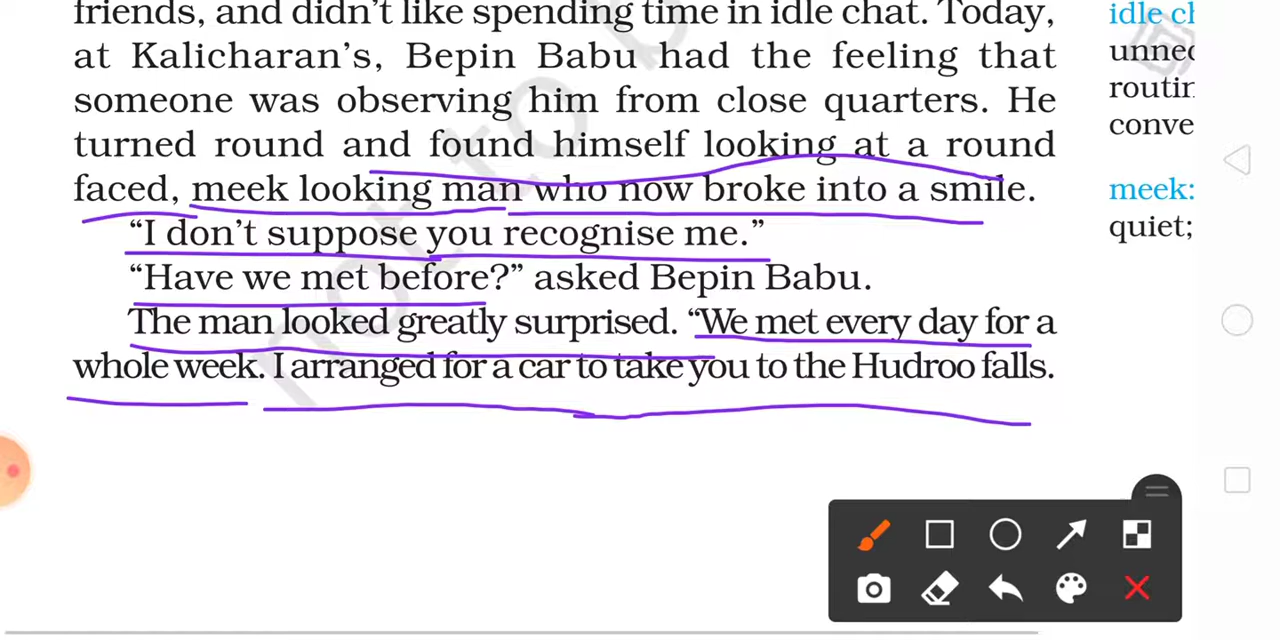 friends, and didn't like spending time in idle chat. Today,
at Kalicharan's, Bepin Babu had the feeling that
someone was observing him from close quarters. He
turned round and found himself looking at a round
faced, meek looking man who now broke into a smile.
“I don't suppose you recognise me.”
“Have we met before?” asked Bepin Babu.
The man looked greatly surprised. “We met every day for a
whole week. I arranged for a car to take you to the Hudroo falls.
idle
meek:
quiet;
not to b